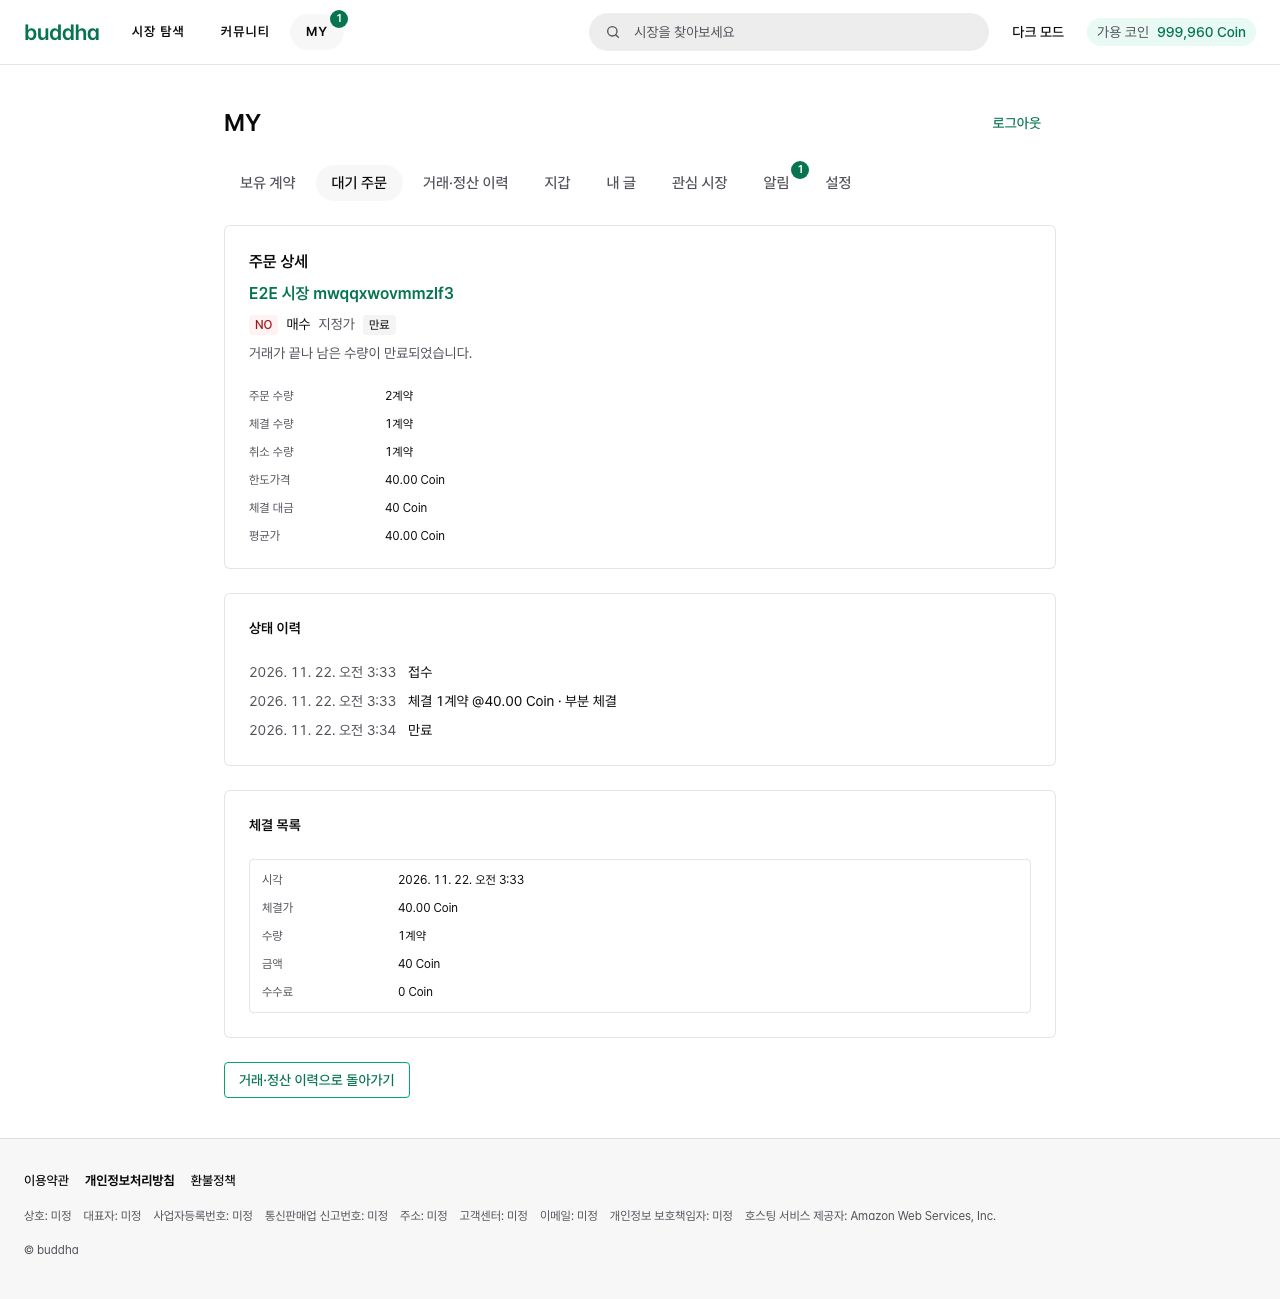 buddha 시장 탐색 커뮤니티 MY 1 시장을 찾아보세요 다크 모드 가용 코인 999,960 Coin
MY 로그아웃
보유 계약 대기 주문 거래·정산 이력 지갑 내 글 관심 시장 알림 1 설정
주문 상세
E2E 시장 mwqqxwovmmzlf3
NO 매수 지정가 만료
거래가 끝나 남은 수량이 만료되었습니다.
주문 수량 2계약
체결 수량 1계약
취소 수량 1계약
한도가격 40.00 Coin
체결 대금 40 Coin
평균가 40.00 Coin
상태 이력
2026. 11. 22. 오전 3:33 접수
2026. 11. 22. 오전 3:33 체결 1계약 @40.00 Coin · 부분 체결
2026. 11. 22. 오전 3:34 만료
체결 목록
시각 2026. 11. 22. 오전 3:33
체결가 40.00 Coin
수량 1계약
금액 40 Coin
수수료 0 Coin
거래·정산 이력으로 돌아가기
이용약관 개인정보처리방침 환불정책
상호: 미정 대표자: 미정 사업자등록번호: 미정 통신판매업 신고번호: 미정 주소: 미정 고객센터: 미정 이메일: 미정 개인정보 보호책임자: 미정 호스팅 서비스 제공자: Amazon Web Services, Inc.
© buddha